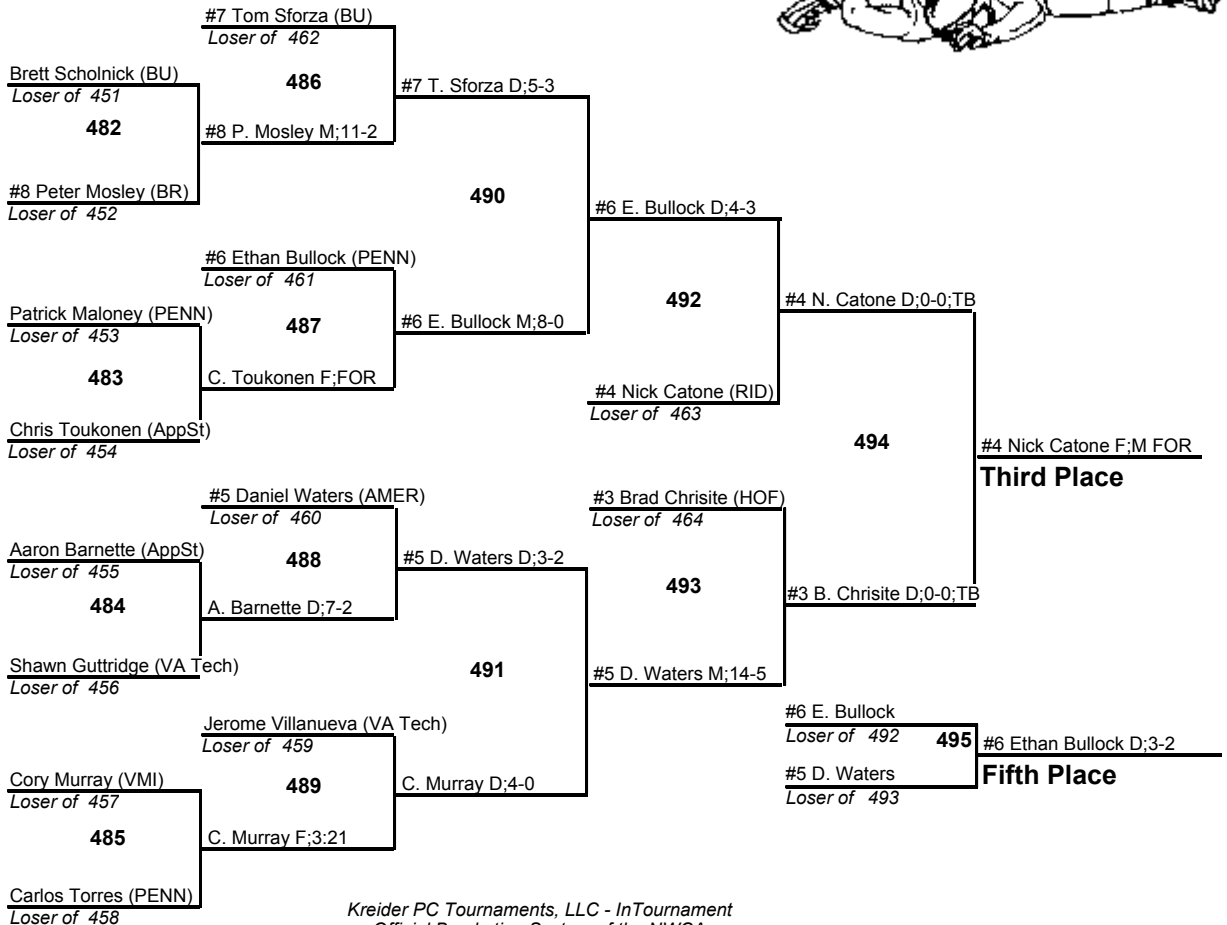 #7 Tom Sforza (BU)
Loser of 462
Brett Scholnick (BU)
Loser of 451
486
#7 T. Sforza D;5-3
482
#8 P. Mosley M;11-2
#8 Peter Mosley (BR)
Loser of 452
490
#6 E. Bullock D;4-3
#6 Ethan Bullock (PENN)
Loser of 461
Patrick Maloney (PENN)
Loser of 453
487
#6 E. Bullock M;8-0
492
#4 N. Catone D;0-0;TB
483
C. Toukonen F;FOR
#4 Nick Catone (RID)
Loser of 463
Chris Toukonen (AppSt)
Loser of 454
494
#4 Nick Catone F;M FOR
Third Place
#5 Daniel Waters (AMER)
Loser of 460
#3 Brad Chrisite (HOF)
Loser of 464
Aaron Barnette (AppSt)
Loser of 455
488
#5 D. Waters D;3-2
493
#3 B. Chrisite D;0-0;TB
484
A. Barnette D;7-2
Shawn Guttridge (VA Tech)
Loser of 456
491
#5 D. Waters M;14-5
Jerome Villanueva (VA Tech)
Loser of 459
#6 E. Bullock
Loser of 492
495
#6 Ethan Bullock D;3-2
Fifth Place
#5 D. Waters
Loser of 493
Cory Murray (VMI)
Loser of 457
489
C. Murray D;4-0
485
C. Murray F;3:21
Carlos Torres (PENN)
Loser of 458
Kreider PC Tournaments, LLC - InTournament